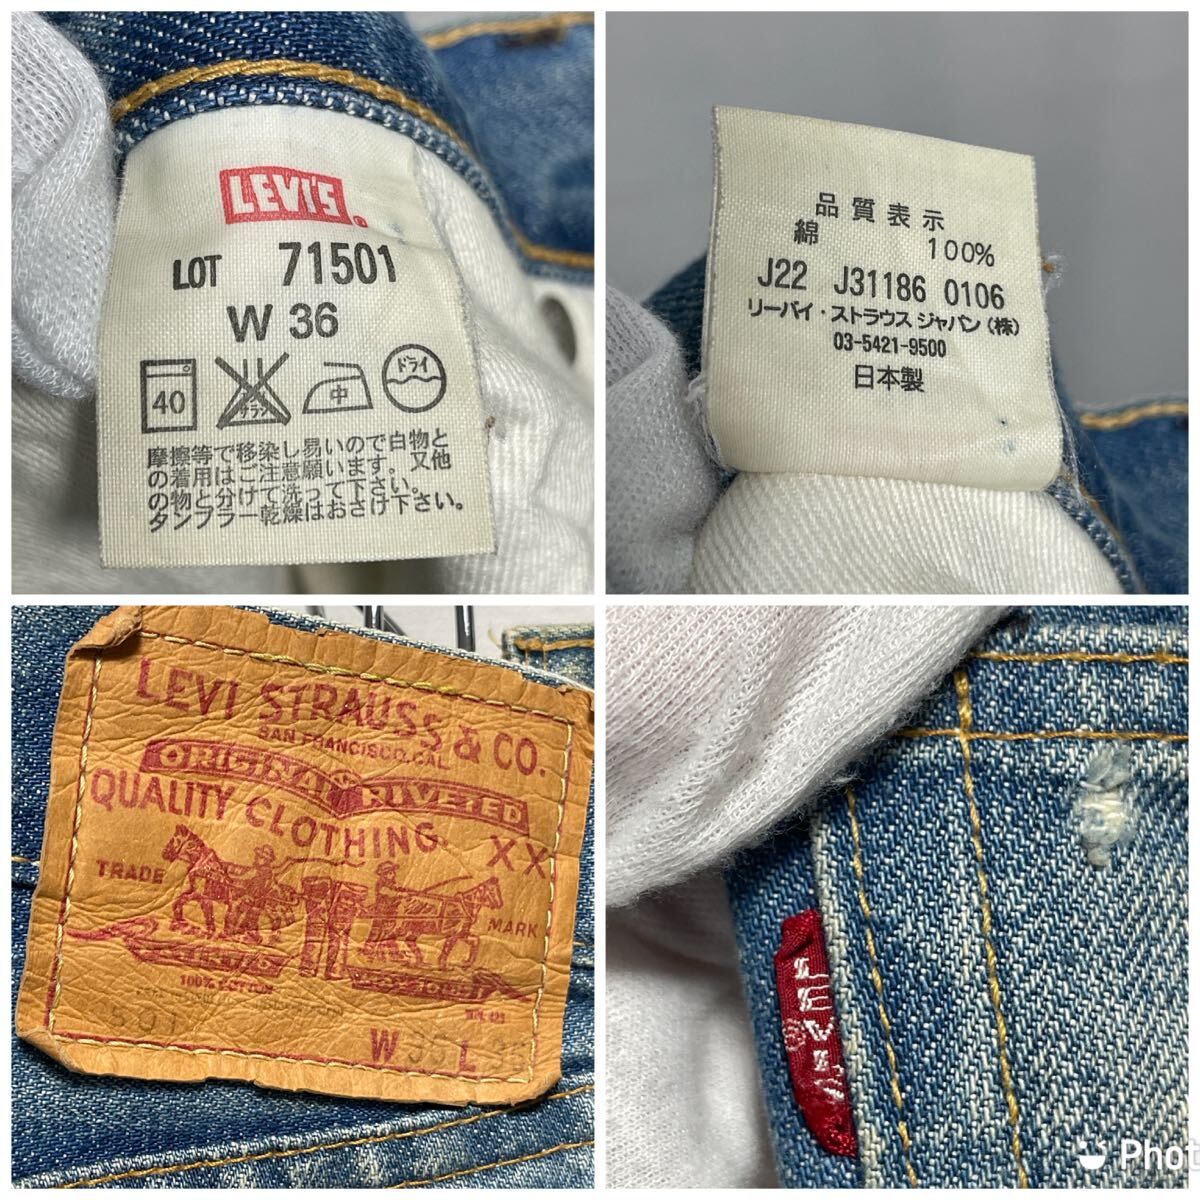 LEVI'S®
LOT 71501
W 36
40
サラシ
中
ドライ
摩擦等で移染し易いので白物と
の着用はご注意願います。又他
の物と分けて洗って下さい。
タンブラー乾燥はおさけ下さい。
品質表示
綿 100%
J22 J31186 0106
リーバイ・ストラウス ジャパン(株)
03-5421-9500
日本製
LEVI STRAUSS & CO.
SAN FRANCISCO, CAL.
ORIGINAL RIVETED
QUALITY CLOTHING
XX
TRADE MARK
100% COTTON
501
W L
LEVI'S
®
Phot